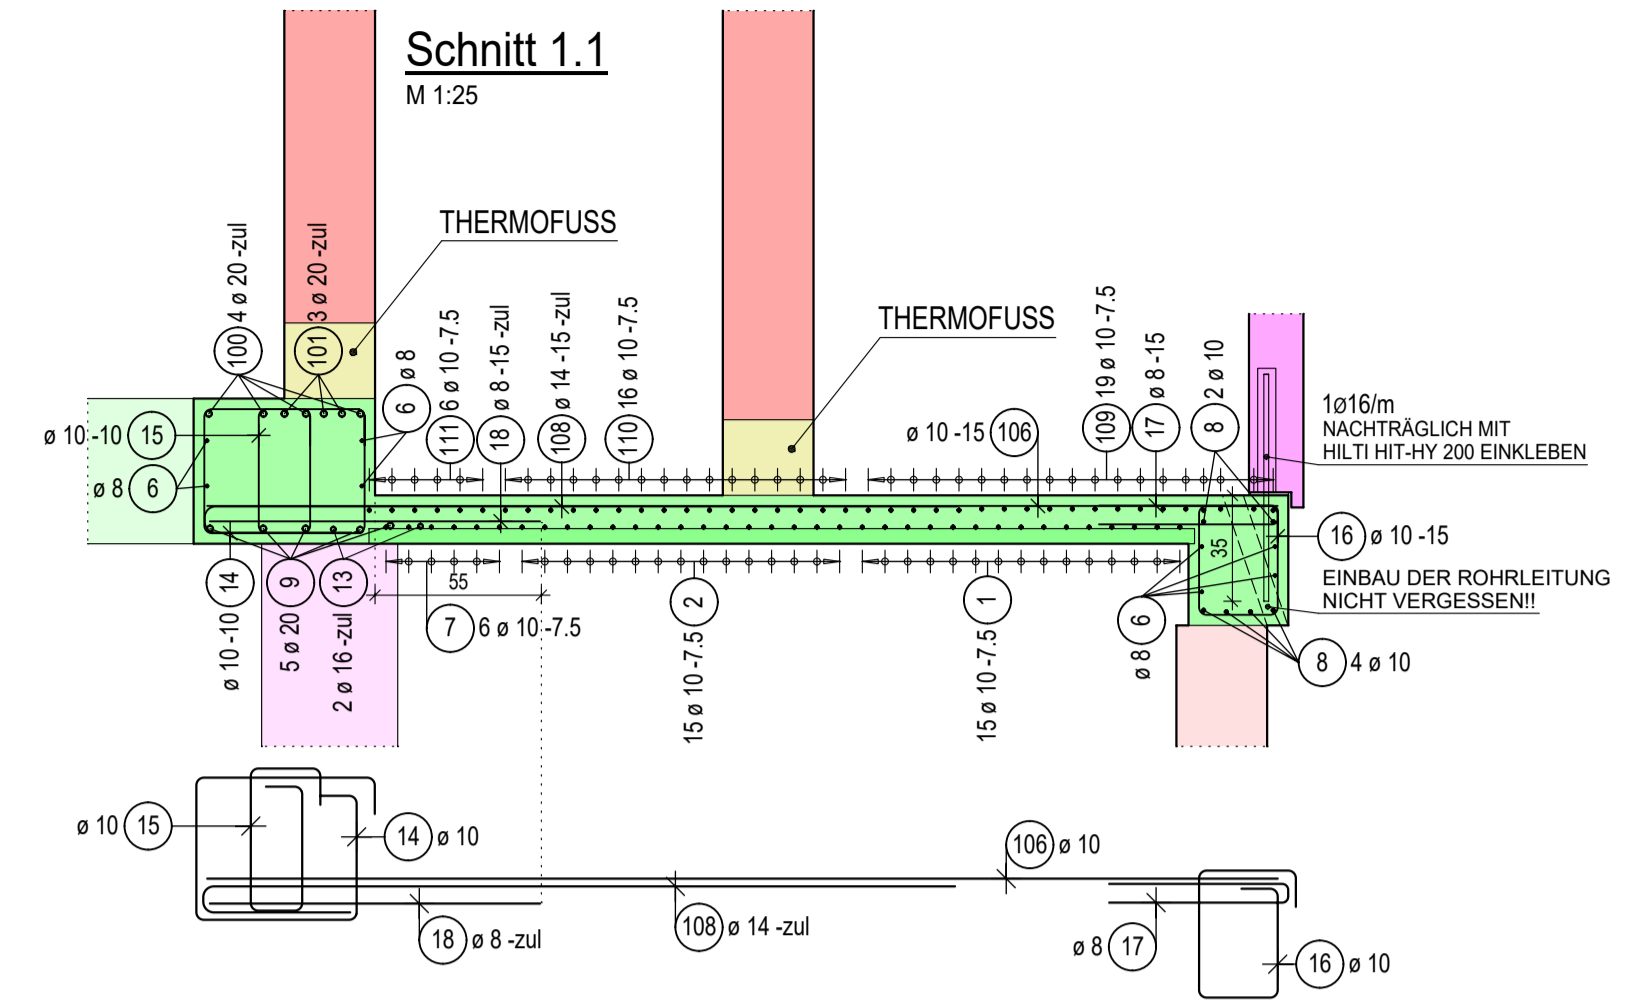 Schnitt 1.1
M 1:25
THERMOFUSS
THERMOFUSS
100 4 ø 20 -zul
101 3 ø 20 -zul
6 ø 8
111 6 ø 10 -7.5
18 ø 8 -15 -zul
108 ø 14 -15 -zul
110 16 ø 10 -7.5
ø 10 -15 106
109 19 ø 10 -7.5
17 ø 8 -15
8 2 ø 10
1Ø16/m
NACHTRÄGLICH MIT
HILTI HIT-HY 200 EINKLEBEN
ø 10 -10 15
ø 8 6
16 ø 10 -15
35
EINBAU DER ROHRLEITUNG
NICHT VERGESSEN!!
55
ø 10 -10 14
5 ø 20 9
2 ø 16 -zul 13
7 6 ø 10 -7.5
15 ø 10 -7.5 2
15 ø 10 -7.5 1
ø 8 6
8 4 ø 10
ø 10 15
14 ø 10
106 ø 10
18 ø 8 -zul
108 ø 14 -zul
ø 8 17
16 ø 10